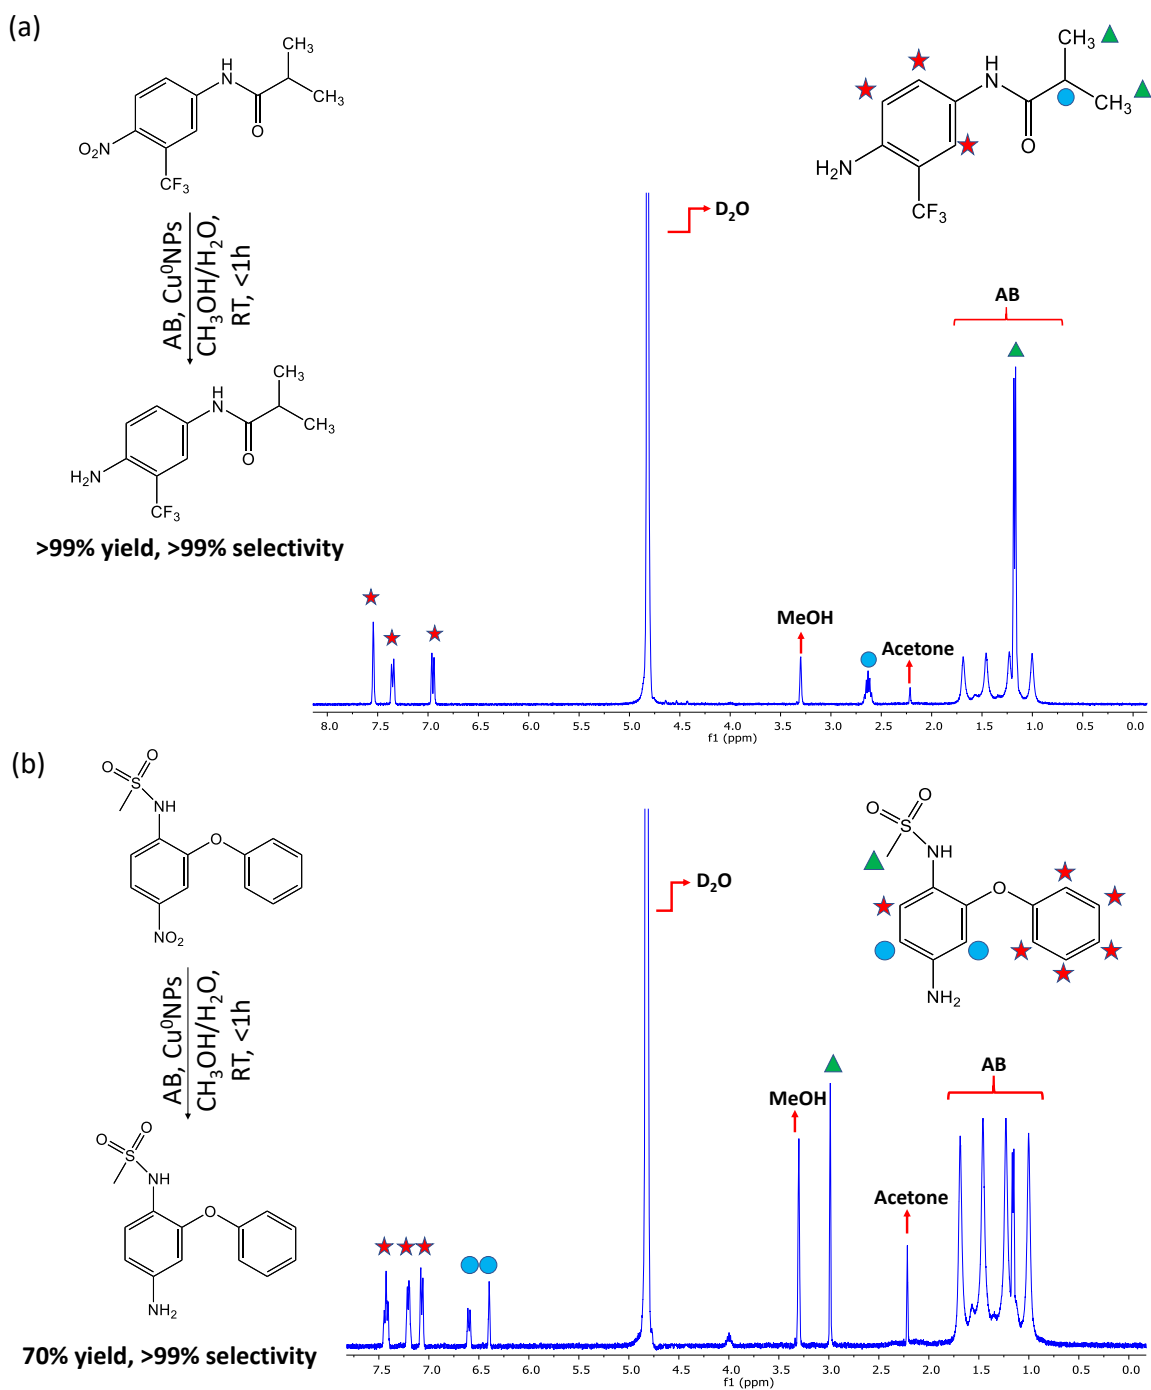 (a)
CH₃
H
N
CH₃
O
O₂N
CF₃
AB, Cu⁰NPs
CH₃OH/H₂O,
RT, <1h
CH₃
H
N
CH₃
O
H₂N
CF₃
>99% yield, >99% selectivity
CH₃
H
N
CH₃
O
H₂N
CF₃
D₂O
AB
MeOH
Acetone
8.0 7.5 7.0 6.5 6.0 5.5 5.0 4.5 4.0 3.5 3.0 2.5 2.0 1.5 1.0 0.5 0.0
f1 (ppm)
(b)
O
O
S
NH
O
NO₂
AB, Cu⁰NPs
CH₃OH/H₂O,
RT, <1h
O
O
S
NH
O
NH₂
70% yield, >99% selectivity
O
O
S
NH
O
NH₂
D₂O
AB
MeOH
Acetone
7.5 7.0 6.5 6.0 5.5 5.0 4.5 4.0 3.5 3.0 2.5 2.0 1.5 1.0 0.5 0.0
f1 (ppm)